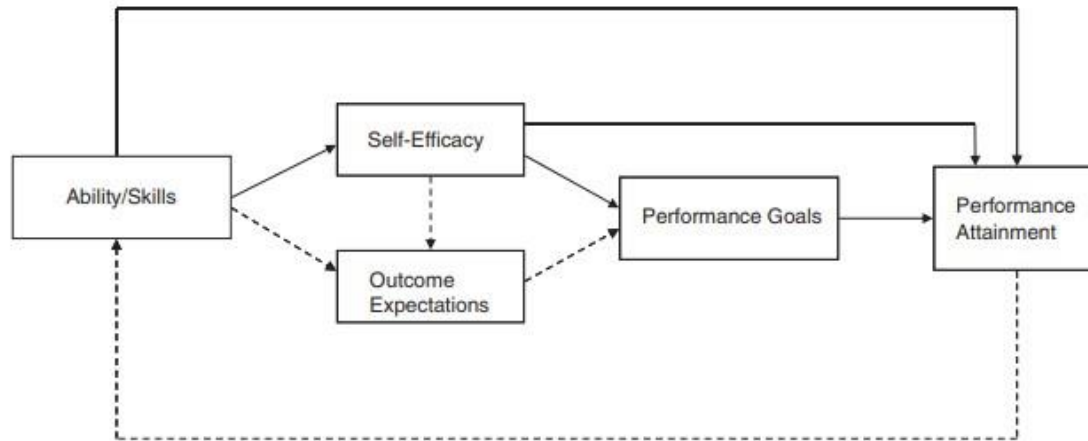 Self-Efficacy
Ability/Skills
Performance Goals
Performance
Attainment
Outcome
Expectations